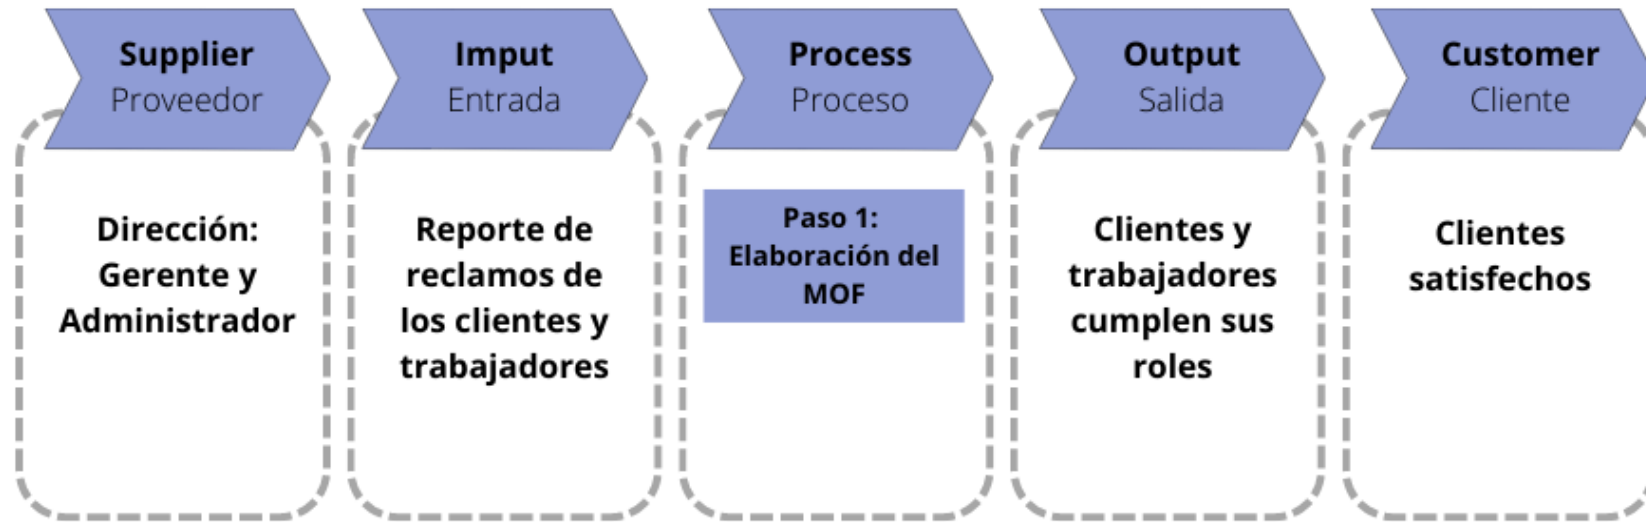 Supplier
Proveedor
Imput
Entrada
Process
Proceso
Output
Salida
Customer
Cliente
Dirección:
Gerente y
Administrador
Reporte de
reclamos de
los clientes y
trabajadores
Paso 1:
Elaboración del
MOF
Clientes y
trabajadores
cumplen sus
roles
Clientes
satisfechos